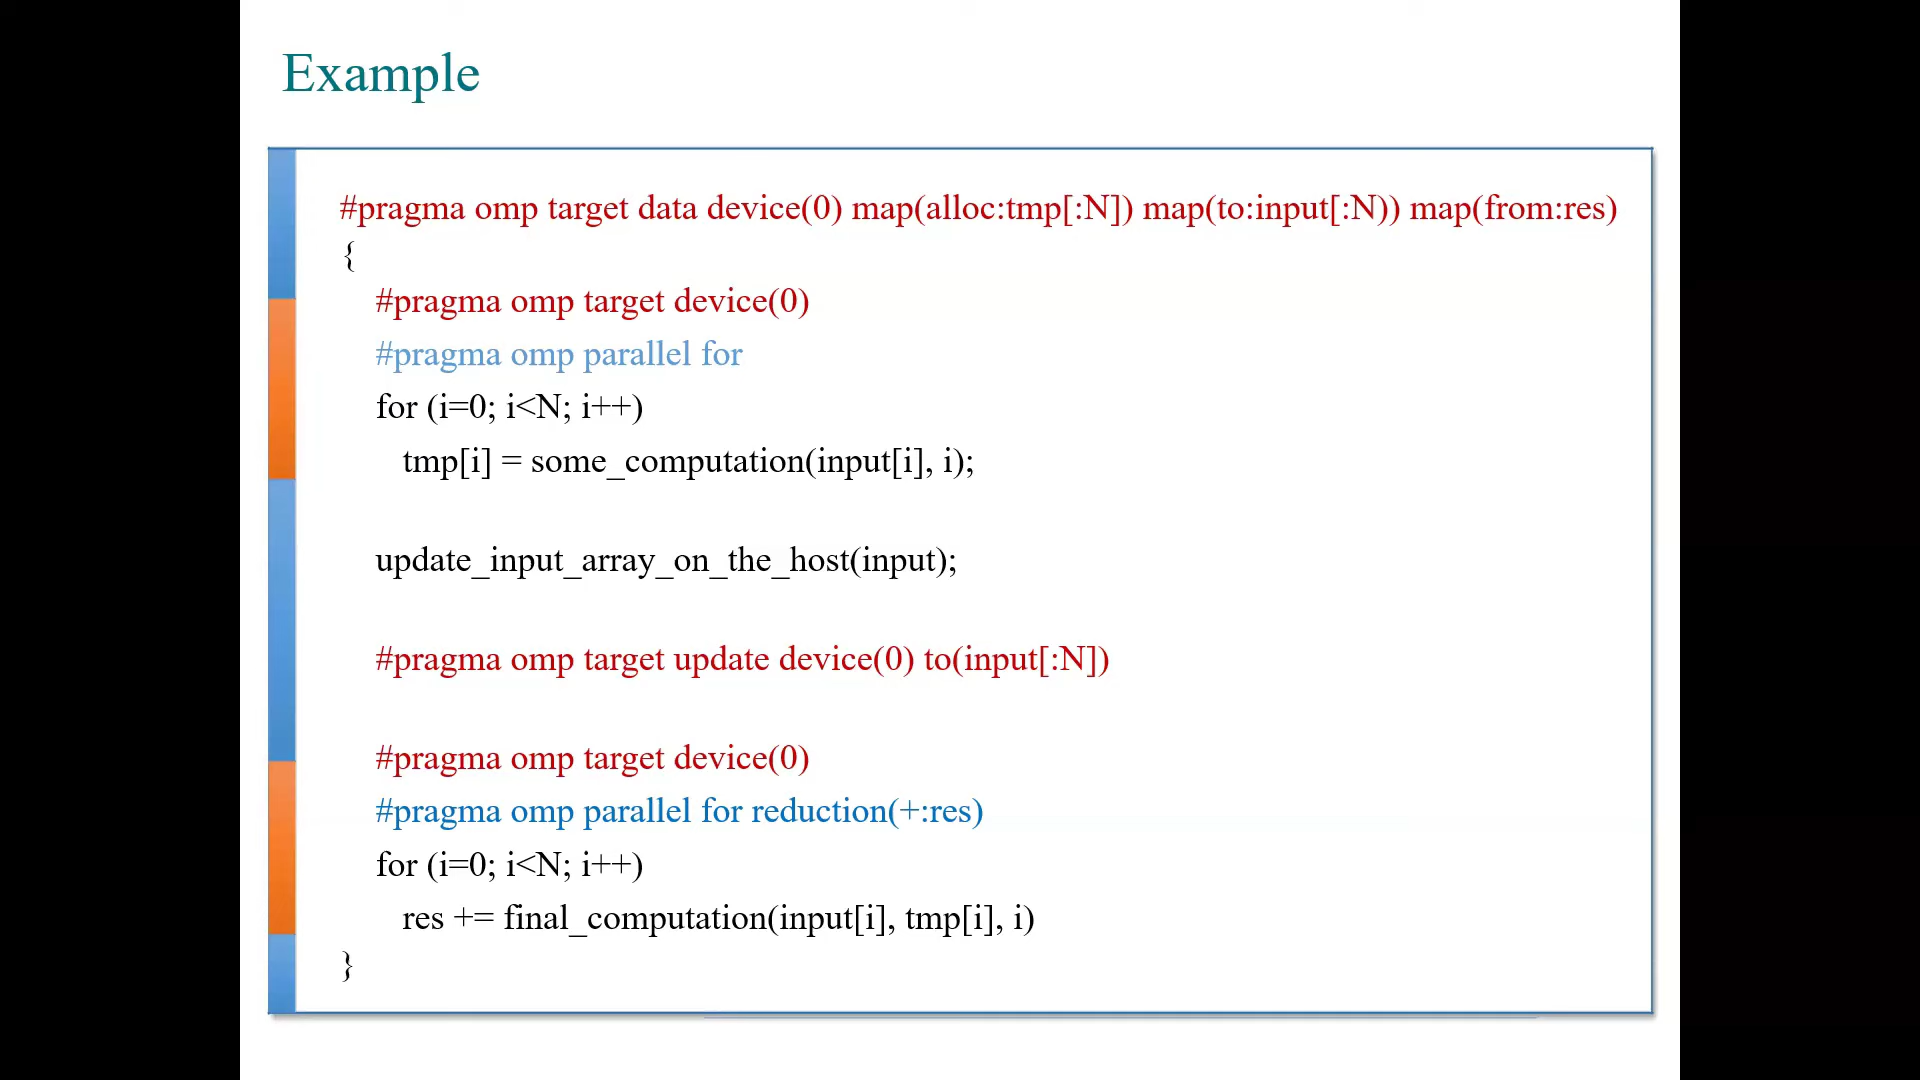 Example
#pragma omp target data device(0) map(alloc:tmp[:N]) map(to:input[:N)) map(from:res)
{
#pragma omp target device(0)
#pragma omp parallel for
for (i=0; i<N; i++)
tmp[i] = some_computation(input[i], i);
update_input_array_on_the_host(input);
#pragma omp target update device(0) to(input[:N])
#pragma omp target device(0)
#pragma omp parallel for reduction(+:res)
for (i=0; i<N; i++)
res += final_computation(input[i], tmp[i], i)
}